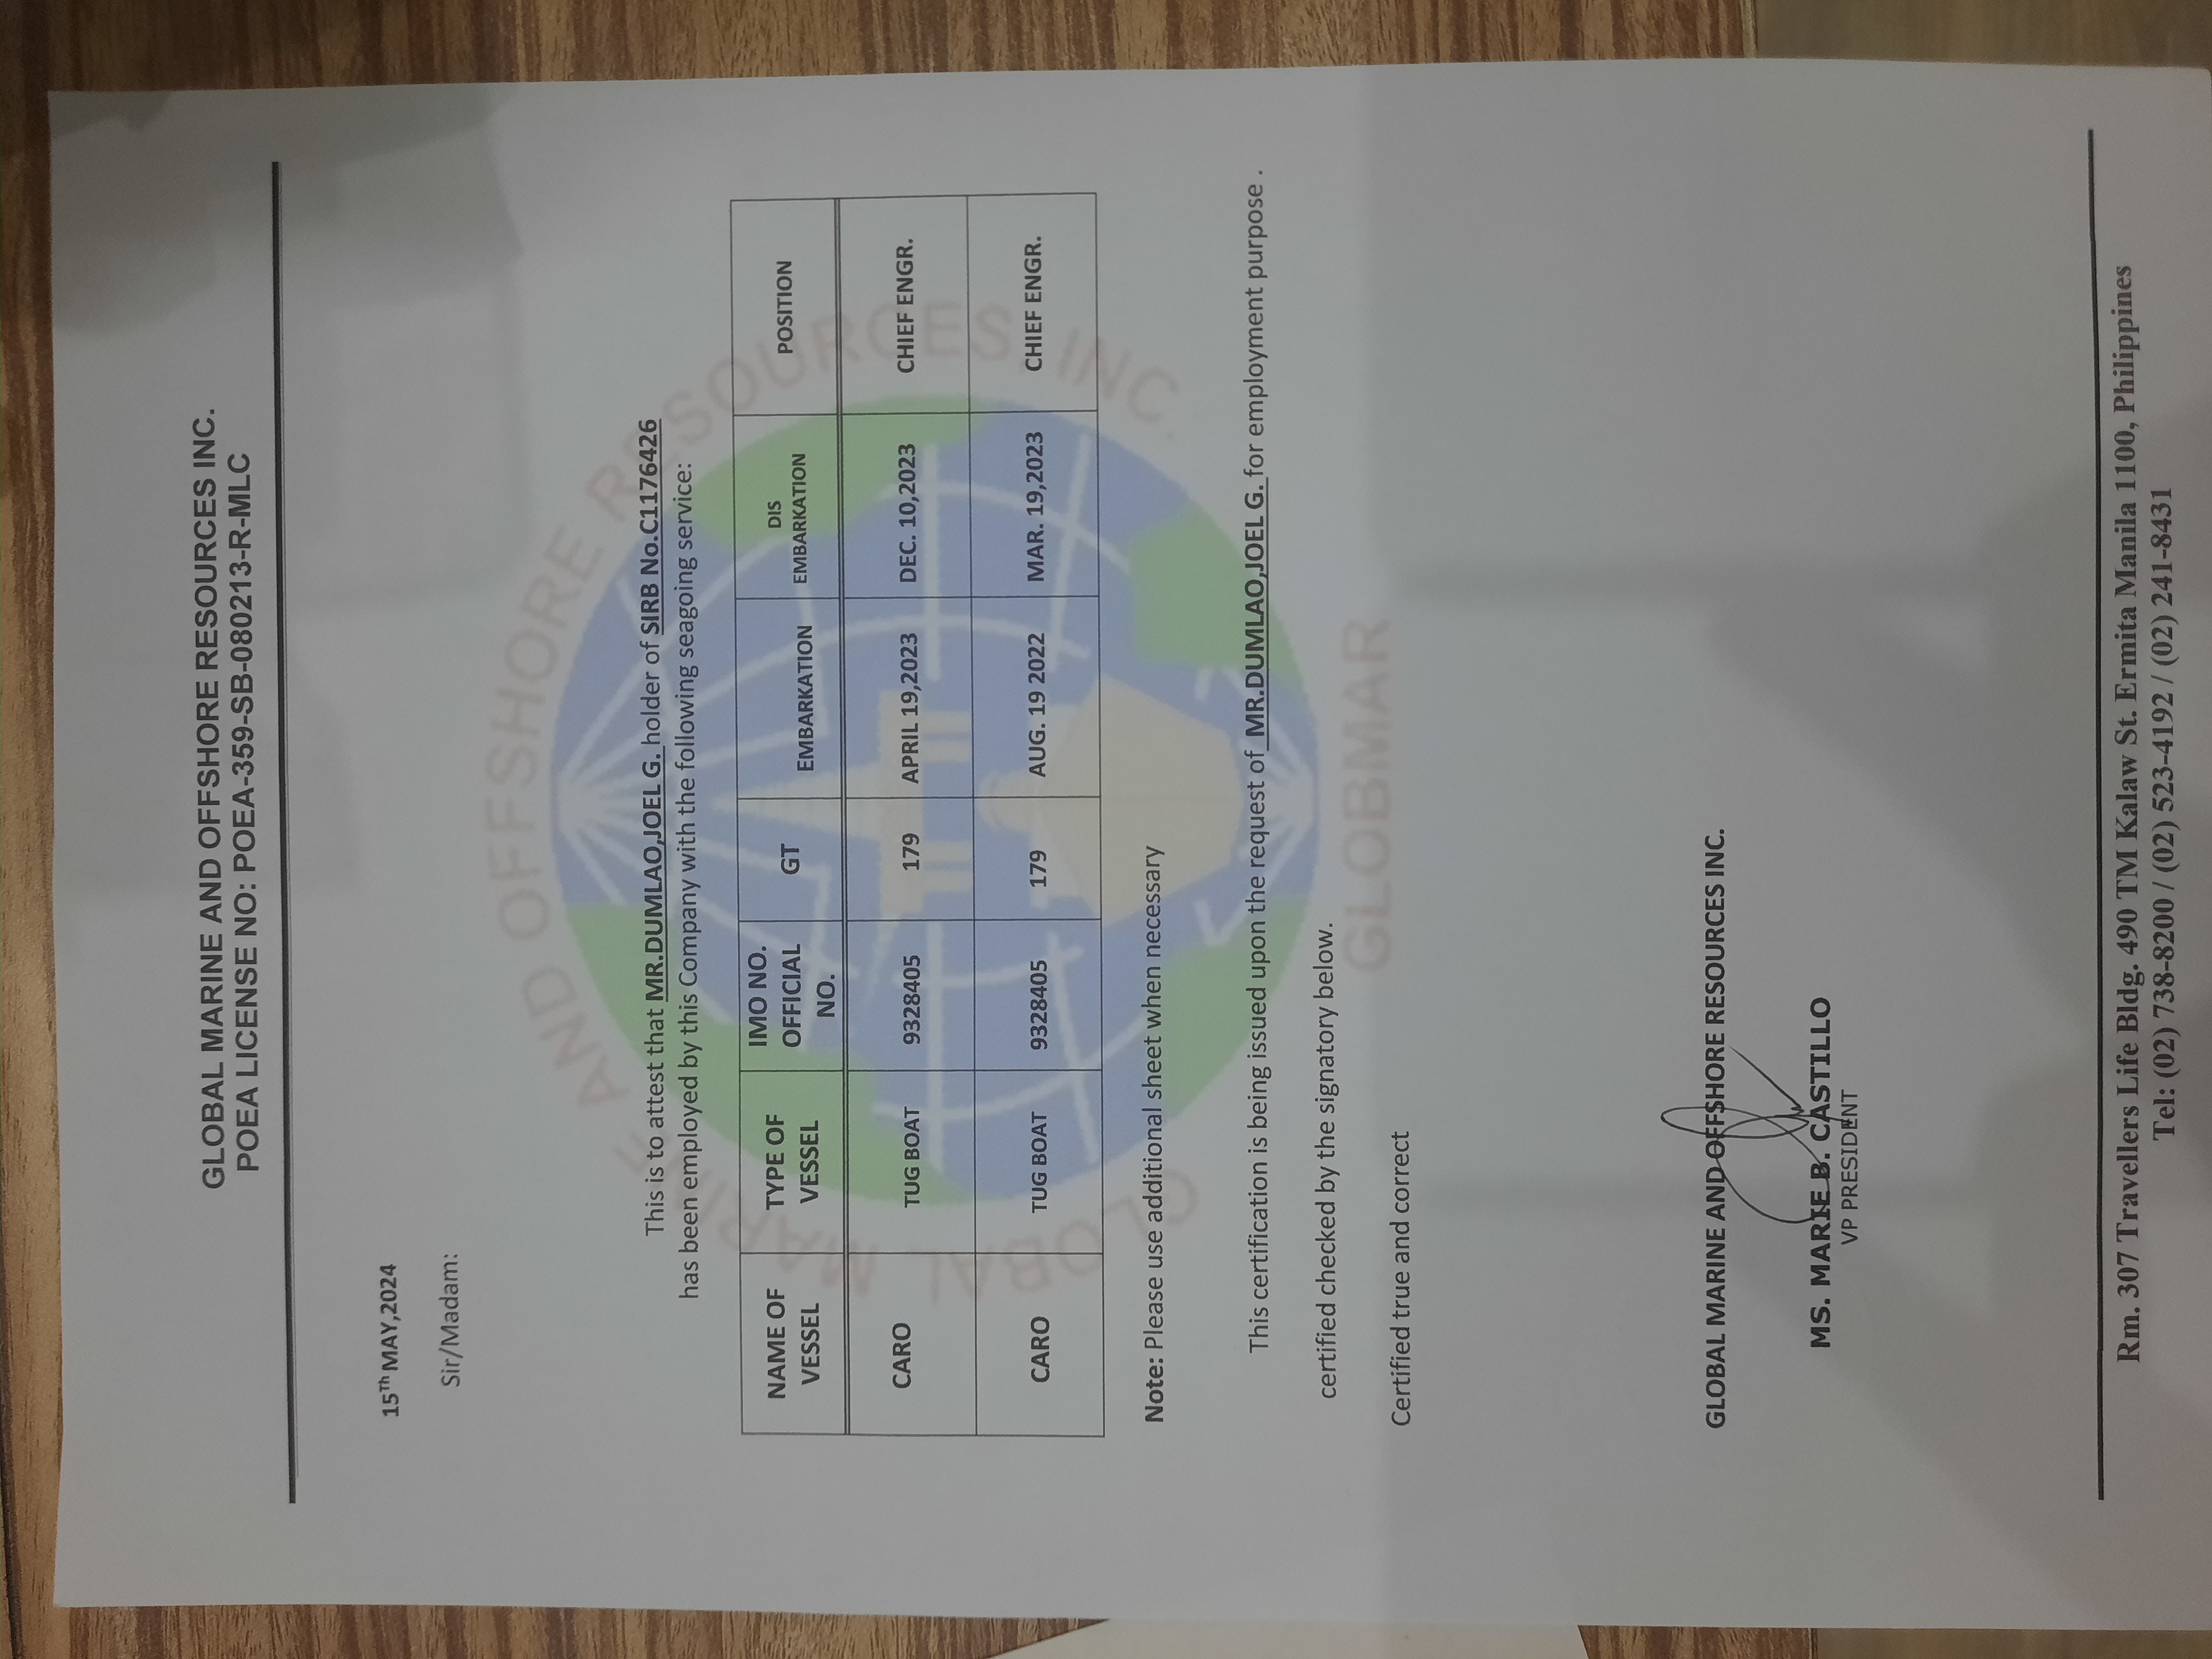 GLOBAL MARINE AND OFFSHORE RESOURCES INC.
POEA LICENSE NO: POEA-359-SB-080213-R-MLC
15Th MAY,2024
Sir/Madam:
GLOBAL MARINE AND OFFSHORE RESOURCES, INC.
This is to attest that MR.DUMLAO,JOEL G. holder of SIRB No.C1176426
has been employed by this Company with the following seagoing service:
NAME OF VESSEL TYPE OF VESSEL IMO NO. OFFICIAL NO. GT EMBARKATION DIS EMBARKATION POSITION
CARO TUG BOAT 9328405 179 APRIL 19,2023 DEC. 10,2023 CHIEF ENGR.
CARO TUG BOAT 9328405 179 AUG. 19 2022 MAR. 19,2023 CHIEF ENGR.
Note: Please use additional sheet when necessary
This certification is being issued upon the request of MR.DUMLAO,JOEL G. for employment purpose .
certified checked by the signatory below.
GLOBMAR
Certified true and correct
GLOBAL MARINE AND OFFSHORE RESOURCES INC.
MS. MARIE B. CASTILLO
VP PRESIDENT
Rm. 307 Travellers Life Bldg. 490 TM Kalaw St. Ermita Manila 1100, Philippines
Tel: (02) 738-8200 / (02) 523-4192 / (02) 241-8431